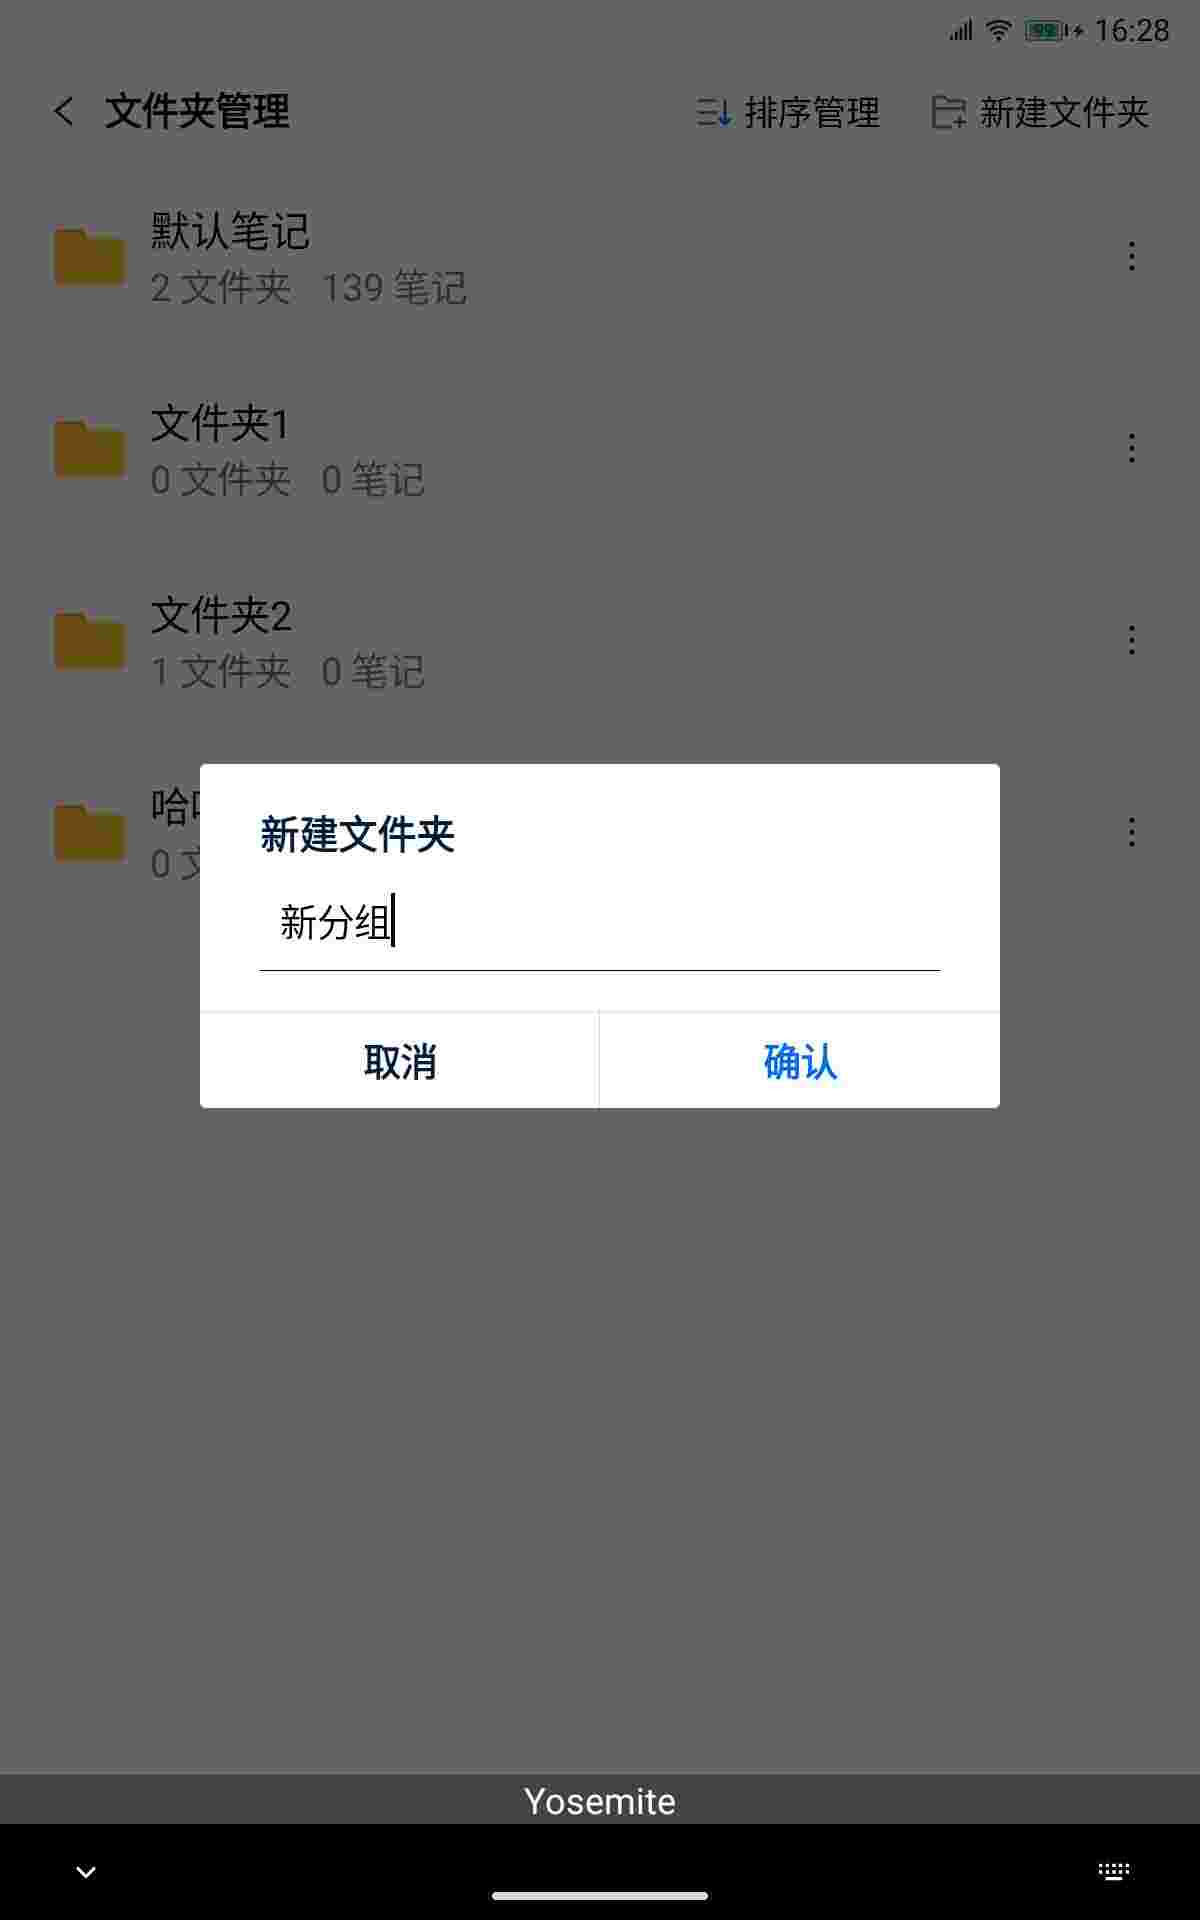 99 16:28
文件夹管理 排序管理 新建文件夹
默认笔记
2 文件夹 139 笔记
文件夹1
0 文件夹 0 笔记
文件夹2
1 文件夹 0 笔记
哈
0 文
新建文件夹
新分组
取消 确认
Yosemite